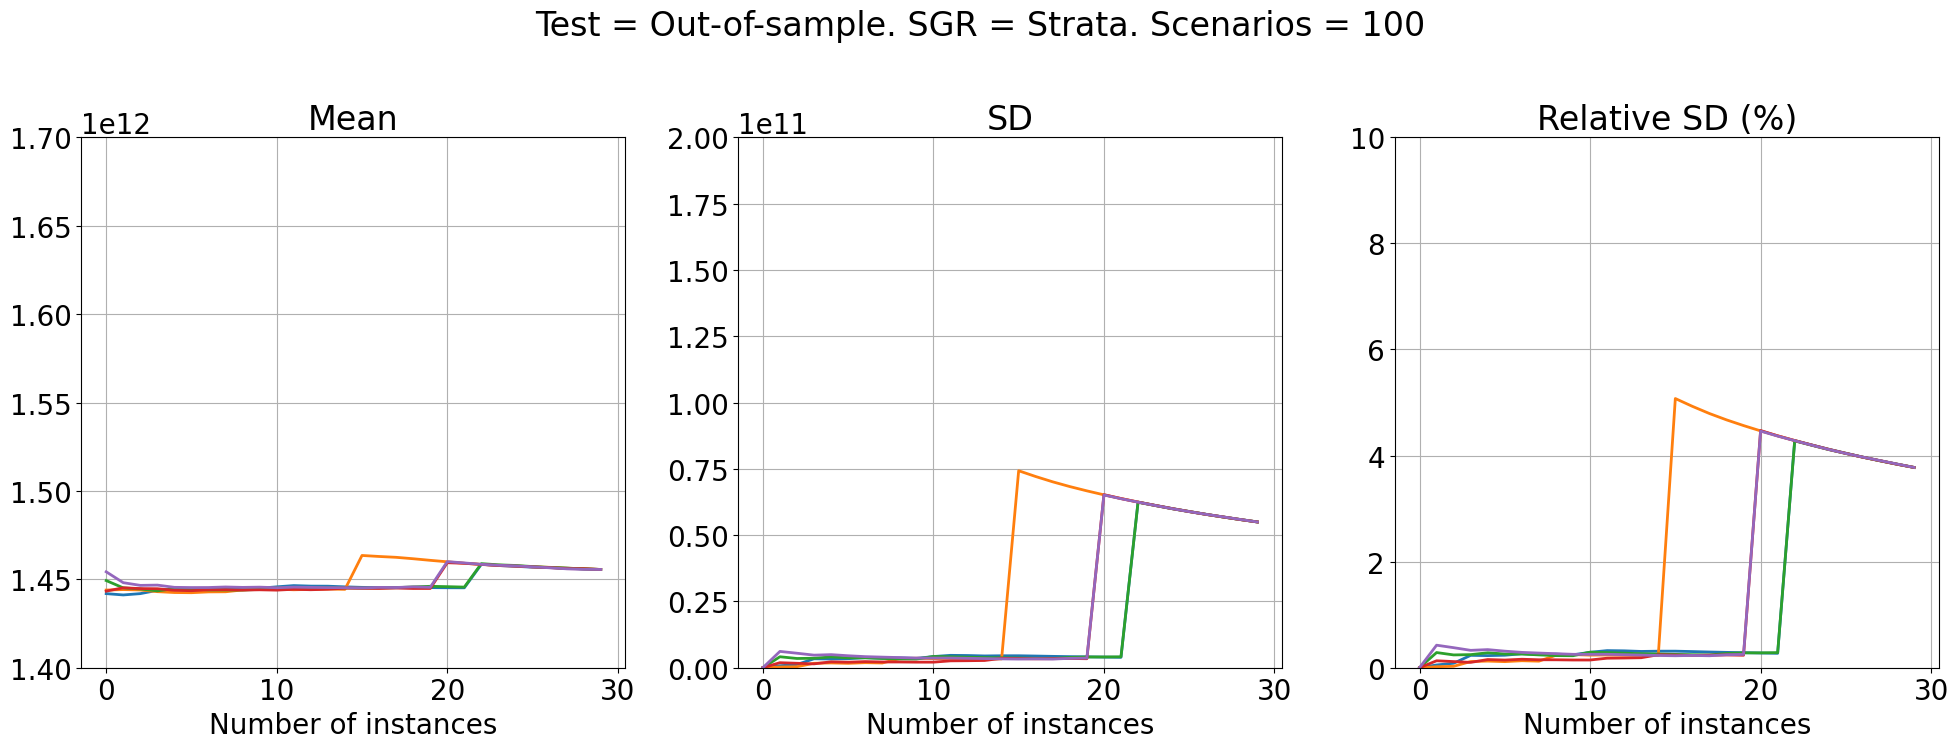 Test = Out-of-sample. SGR = Strata. Scenarios = 100
Mean
1e12
1.70
1.65
1.60
1.55
1.50
1.45
1.40
0 10 20 30
Number of instances
SD
1e11
2.00
1.75
1.50
1.25
1.00
0.75
0.50
0.25
0.00
0 10 20 30
Number of instances
Relative SD (%)
10
8
6
4
2
0
0 10 20 30
Number of instances